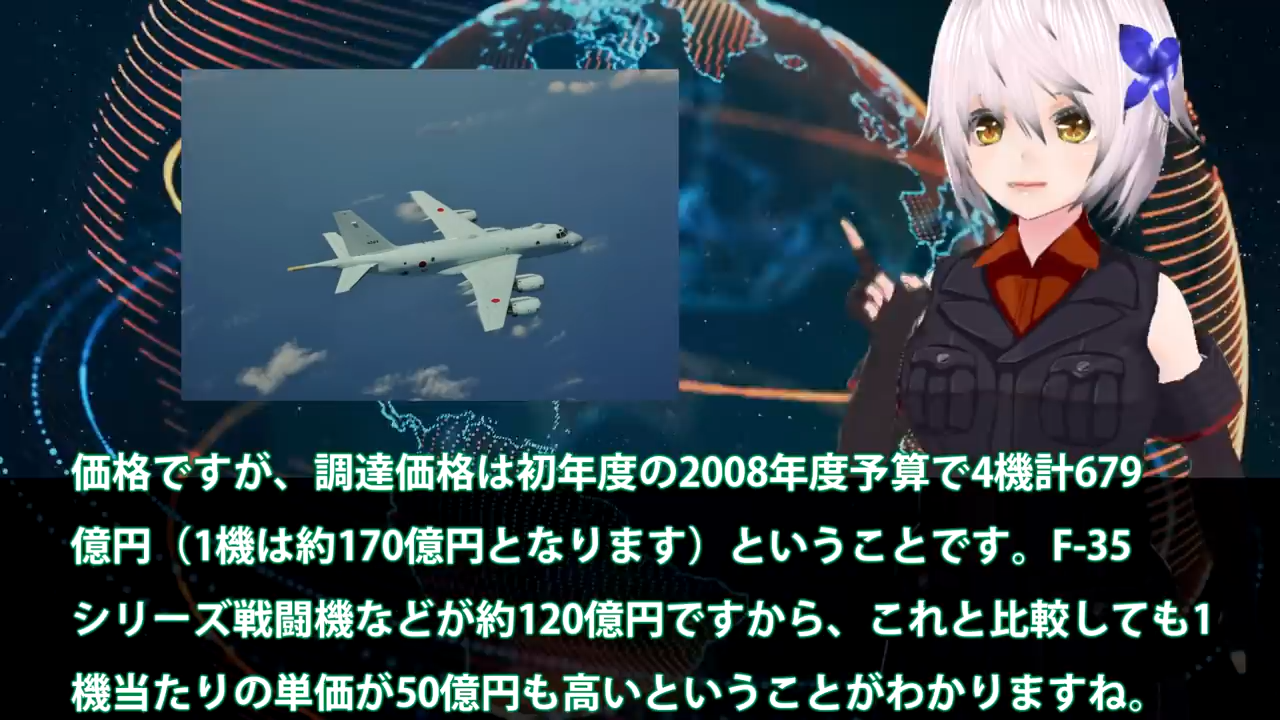 価格ですが、調達価格は初年度の2008年度予算で4機計679
億円（1機は約170億円となります）ということです。F-35
シリーズ戦闘機などが約120億円ですから、これと比較しても1
機当たりの単価が50億円も高いということがわかりますね。